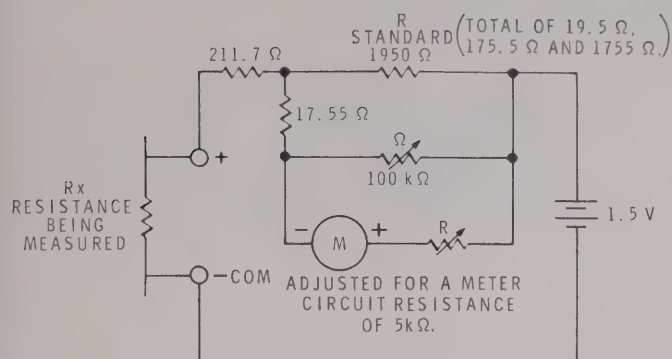 R
STANDARD (TOTAL OF 19.5 Ω,
1950 Ω 175.5 Ω AND 1755 Ω.)
211.7 Ω
17.55 Ω
Ω
100 kΩ
+
Rx
RESISTANCE
BEING
MEASURED
1.5 V
- M + R
-COM
ADJUSTED FOR A METER
CIRCUIT RESISTANCE
OF 5kΩ.